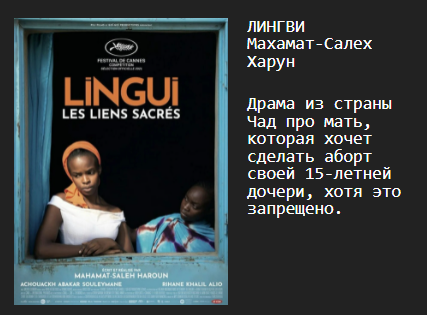 FESTIVAL DE CANNES
COMPETITION
LiNGUi
LES LIENS SACRÉS
MAHAMAT-SALEH HAROUN
ACHOUACKH ABAKAR SOULEYMANE
RIHANE KHALIL ALIO
ЛИНГВИ
Махамат-Салех
Харун
Драма из страны
Чад про мать,
которая хочет
сделать аборт
своей 15-летней
дочери, хотя это
запрещено.